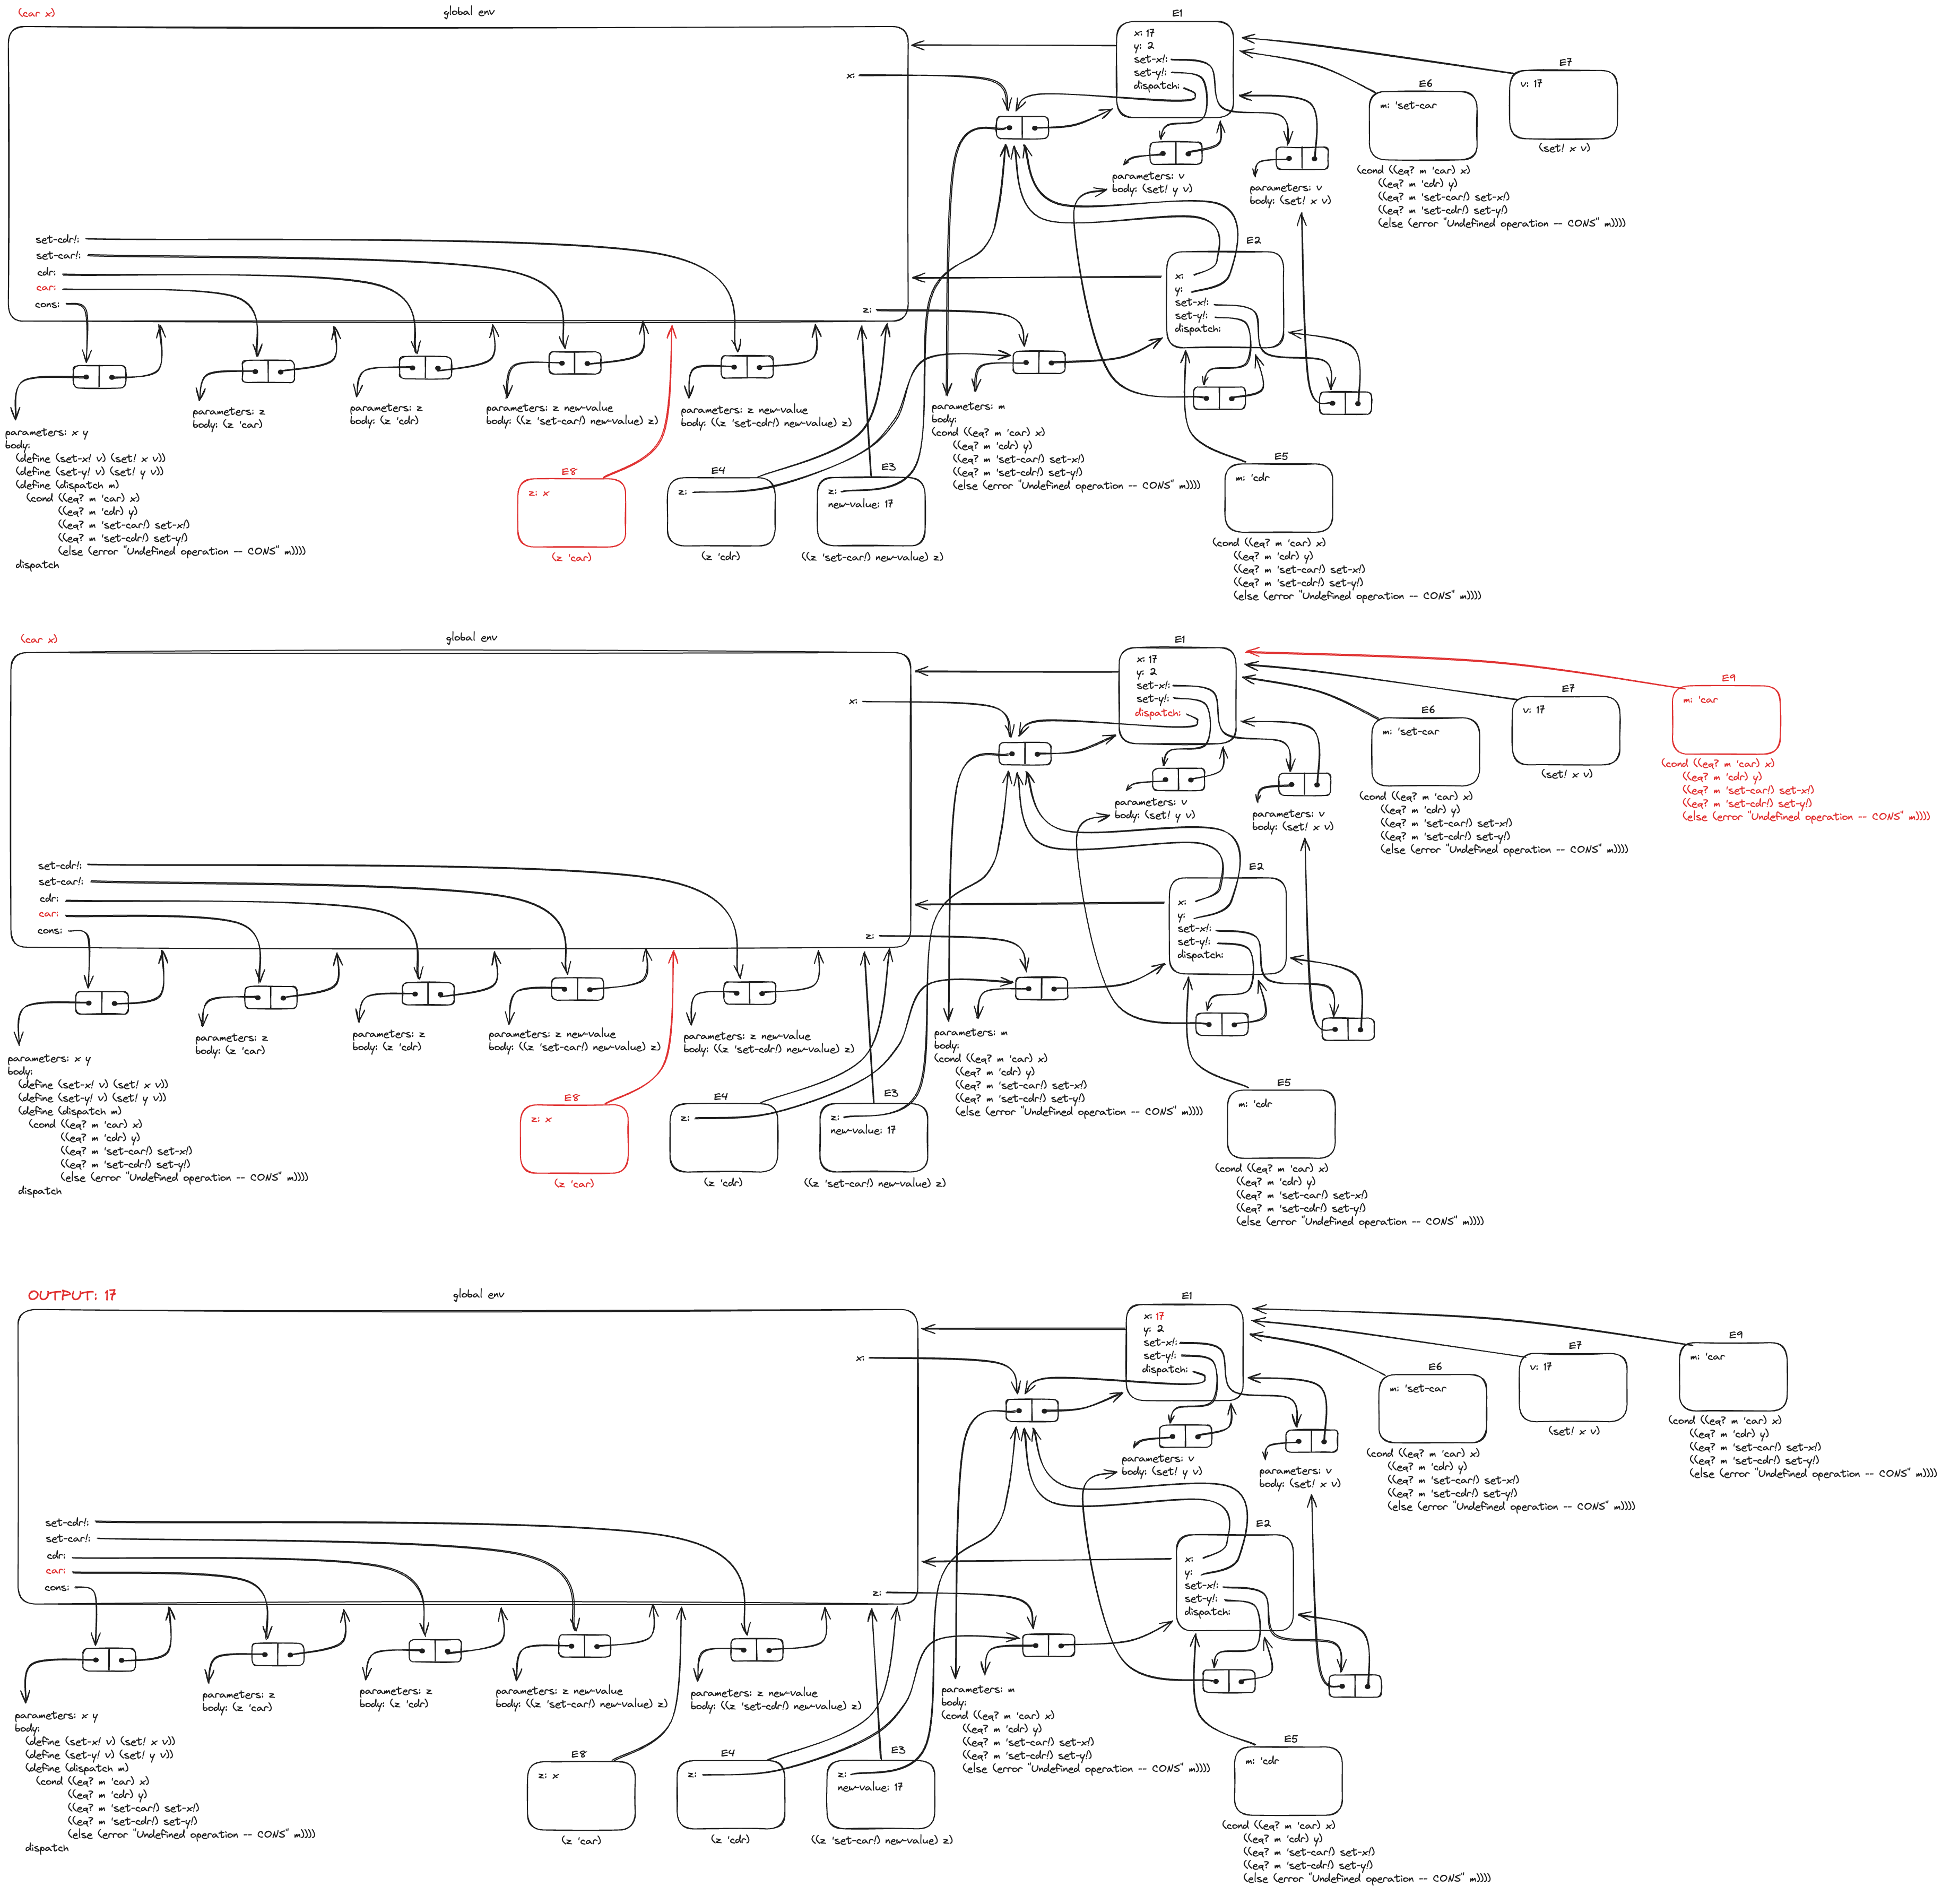 (car x)
global env
x:
set-cdr!:
set-car!:
cdr:
car:
cons:
z:
parameters: x y
body:
(define (set-x! v) (set! x v))
(define (set-y! v) (set! y v))
(define (dispatch m)
(cond ((eq? m 'car) x)
((eq? m 'cdr) y)
((eq? m 'set-car!) set-x!)
((eq? m 'set-cdr!) set-y!)
(else (error "Undefined operation -- CONS" m))))
dispatch
parameters: z
body: (z 'car)
parameters: z
body: (z 'cdr)
parameters: z new-value
body: ((z 'set-car!) new-value) z)
parameters: z new-value
body: ((z 'set-cdr!) new-value) z)
E8
z: x
(z 'car)
E4
z:
(z 'cdr)
E3
z:
new-value: 17
((z 'set-car!) new-value) z)
parameters: m
body:
(cond ((eq? m 'car) x)
((eq? m 'cdr) y)
((eq? m 'set-car!) set-x!)
((eq? m 'set-cdr!) set-y!)
(else (error "Undefined operation -- CONS" m))))
E1
x: 17
y: 2
set-x!:
set-y!:
dispatch:
parameters: v
body: (set! y v)
parameters: v
body: (set! x v)
E6
m: 'set-car
(cond ((eq? m 'car) x)
((eq? m 'cdr) y)
((eq? m 'set-car!) set-x!)
((eq? m 'set-cdr!) set-y!)
(else (error "Undefined operation -- CONS" m))))
E7
v: 17
(set! x v)
E2
x:
y:
set-x!:
set-y!:
dispatch:
E5
m: 'cdr
(cond ((eq? m 'car) x)
((eq? m 'cdr) y)
((eq? m 'set-car!) set-x!)
((eq? m 'set-cdr!) set-y!)
(else (error "Undefined operation -- CONS" m))))
(car x)
global env
x:
set-cdr!:
set-car!:
cdr:
car:
cons:
z:
parameters: x y
body:
(define (set-x! v) (set! x v))
(define (set-y! v) (set! y v))
(define (dispatch m)
(cond ((eq? m 'car) x)
((eq? m 'cdr) y)
((eq? m 'set-car!) set-x!)
((eq? m 'set-cdr!) set-y!)
(else (error "Undefined operation -- CONS" m))))
dispatch
parameters: z
body: (z 'car)
parameters: z
body: (z 'cdr)
parameters: z new-value
body: ((z 'set-car!) new-value) z)
parameters: z new-value
body: ((z 'set-cdr!) new-value) z)
E8
z: x
(z 'car)
E4
z:
(z 'cdr)
E3
z:
new-value: 17
((z 'set-car!) new-value) z)
parameters: m
body:
(cond ((eq? m 'car) x)
((eq? m 'cdr) y)
((eq? m 'set-car!) set-x!)
((eq? m 'set-cdr!) set-y!)
(else (error "Undefined operation -- CONS" m))))
E1
x: 17
y: 2
set-x!:
set-y!:
dispatch:
parameters: v
body: (set! y v)
parameters: v
body: (set! x v)
E6
m: 'set-car
(cond ((eq? m 'car) x)
((eq? m 'cdr) y)
((eq? m 'set-car!) set-x!)
((eq? m 'set-cdr!) set-y!)
(else (error "Undefined operation -- CONS" m))))
E7
v: 17
(set! x v)
E9
m: 'car
(cond ((eq? m 'car) x)
((eq? m 'cdr) y)
((eq? m 'set-car!) set-x!)
((eq? m 'set-cdr!) set-y!)
(else (error "Undefined operation -- CONS" m))))
E2
x:
y:
set-x!:
set-y!:
dispatch:
E5
m: 'cdr
(cond ((eq? m 'car) x)
((eq? m 'cdr) y)
((eq? m 'set-car!) set-x!)
((eq? m 'set-cdr!) set-y!)
(else (error "Undefined operation -- CONS" m))))
OUTPUT: 17
global env
x:
set-cdr!:
set-car!:
cdr:
car:
cons:
z:
parameters: x y
body:
(define (set-x! v) (set! x v))
(define (set-y! v) (set! y v))
(define (dispatch m)
(cond ((eq? m 'car) x)
((eq? m 'cdr) y)
((eq? m 'set-car!) set-x!)
((eq? m 'set-cdr!) set-y!)
(else (error "Undefined operation -- CONS" m))))
dispatch
parameters: z
body: (z 'car)
parameters: z
body: (z 'cdr)
parameters: z new-value
body: ((z 'set-car!) new-value) z)
parameters: z new-value
body: ((z 'set-cdr!) new-value) z)
E8
z: x
(z 'car)
E4
z:
(z 'cdr)
E3
z:
new-value: 17
((z 'set-car!) new-value) z)
parameters: m
body:
(cond ((eq? m 'car) x)
((eq? m 'cdr) y)
((eq? m 'set-car!) set-x!)
((eq? m 'set-cdr!) set-y!)
(else (error "Undefined operation -- CONS" m))))
E1
x: 17
y: 2
set-x!:
set-y!:
dispatch:
parameters: v
body: (set! y v)
parameters: v
body: (set! x v)
E6
m: 'set-car
(cond ((eq? m 'car) x)
((eq? m 'cdr) y)
((eq? m 'set-car!) set-x!)
((eq? m 'set-cdr!) set-y!)
(else (error "Undefined operation -- CONS" m))))
E7
v: 17
(set! x v)
E9
m: 'car
(cond ((eq? m 'car) x)
((eq? m 'cdr) y)
((eq? m 'set-car!) set-x!)
((eq? m 'set-cdr!) set-y!)
(else (error "Undefined operation -- CONS" m))))
E2
x:
y:
set-x!:
set-y!:
dispatch:
E5
m: 'cdr
(cond ((eq? m 'car) x)
((eq? m 'cdr) y)
((eq? m 'set-car!) set-x!)
((eq? m 'set-cdr!) set-y!)
(else (error "Undefined operation -- CONS" m))))